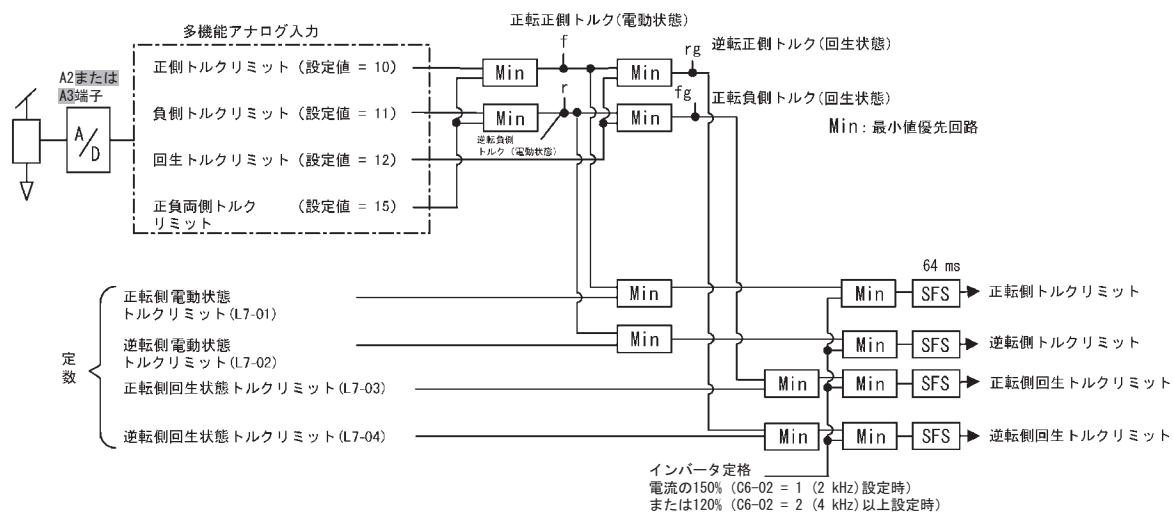 多機能アナログ入力
A2または
A3端子
A/D
正側トルクリミット (設定値 = 10)
負側トルクリミット (設定値 = 11)
回生トルクリミット (設定値 = 12)
正負両側トルク (設定値 = 15)
リミット
正転正側トルク(電動状態)
f
Min
Min
rg
逆転正側トルク(回生状態)
r
Min
Min
fg
正転負側トルク(回生状態)
逆転負側
トルク (電動状態)
Min : 最小値優先回路
定数
正転側電動状態
トルクリミット(L7-01)
逆転側電動状態
トルクリミット(L7-02)
正転側回生状態トルクリミット(L7-03)
逆転側回生状態トルクリミット(L7-04)
64 ms
Min
Min
SFS
正転側トルクリミット
Min
Min
SFS
逆転側トルクリミット
Min
Min
SFS
正転側回生トルクリミット
Min
Min
SFS
逆転側回生トルクリミット
インバータ定格
電流の150% (C6-02 = 1 (2 kHz)設定時)
または120% (C6-02 = 2 (4 kHz)以上設定時)